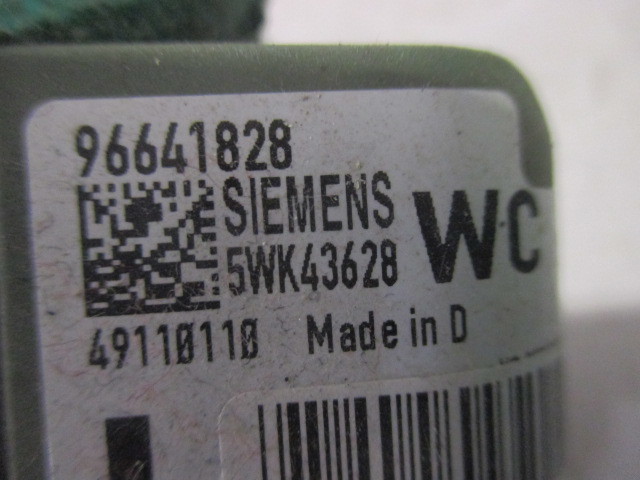 96641828
SIEMENS
5WK43628
WC
49110110 Made in D